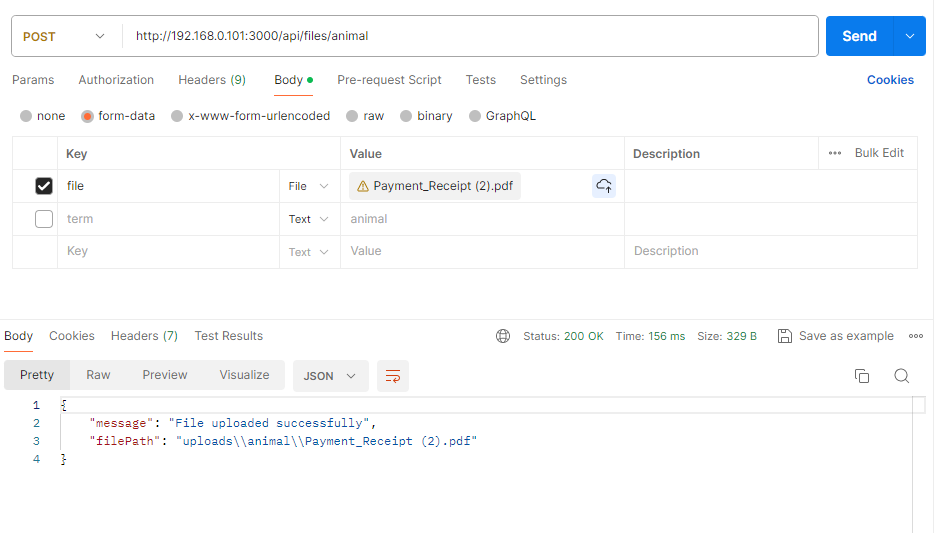 POST http://192.168.0.101:3000/api/files/animal Send
Params Authorization Headers (9) Body Pre-request Script Tests Settings Cookies
none form-data x-www-form-urlencoded raw binary GraphQL
Key Value Description Bulk Edit
file File Payment_Receipt (2).pdf
term Text animal
Key Text Value Description
Body Cookies Headers (7) Test Results Status: 200 OK Time: 156 ms Size: 329 B Save as example
Pretty Raw Preview Visualize JSON
1 {
2 "message": "File uploaded successfully",
3 "filePath": "uploads\\animal\\Payment_Receipt (2).pdf"
4 }